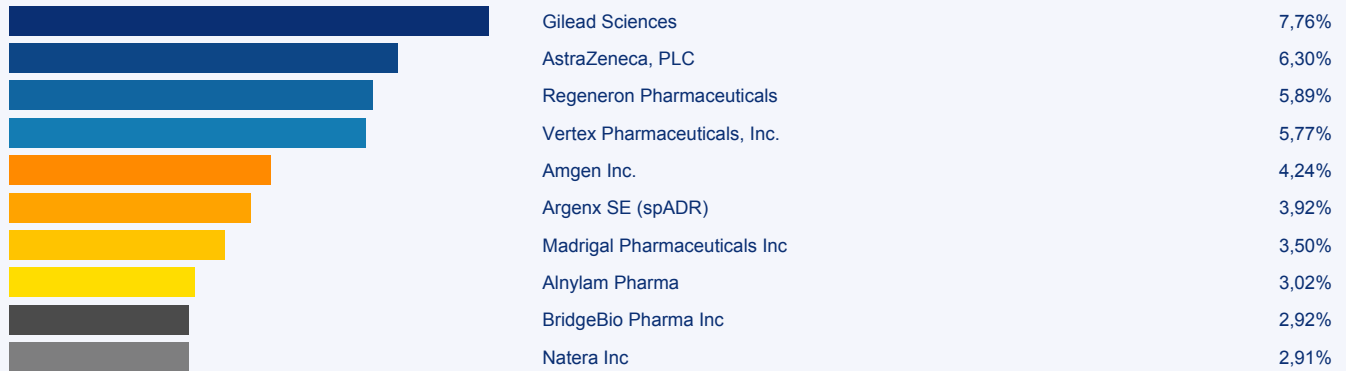 Gilead Sciences 7,76%
AstraZeneca, PLC 6,30%
Regeneron Pharmaceuticals 5,89%
Vertex Pharmaceuticals, Inc. 5,77%
Amgen Inc. 4,24%
Argenx SE (spADR) 3,92%
Madrigal Pharmaceuticals Inc 3,50%
Alnylam Pharma 3,02%
BridgeBio Pharma Inc 2,92%
Natera Inc 2,91%